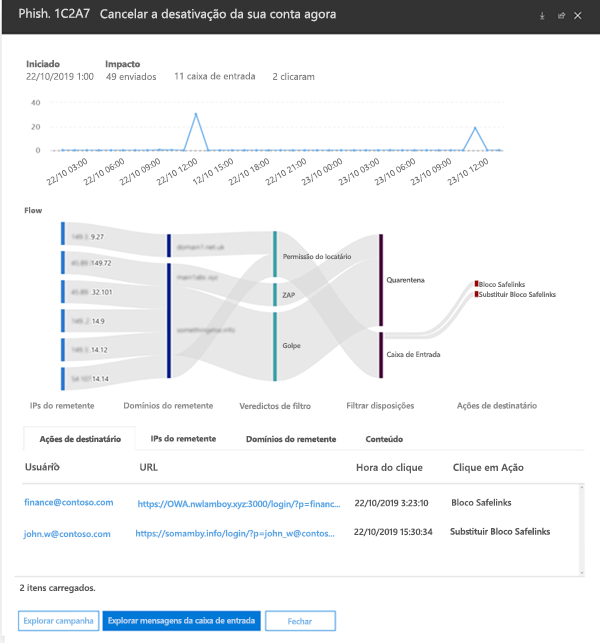 Phish. 1C2A7 Cancelar a desativação da sua conta agora
Iniciado Impacto
22/10/2019 1:00 49 enviados 11 caixa de entrada 2 clicaram
40
20
0
22/10 03:00 22/10 06:00 22/10 09:00 22/10 12:00 12/10 15:00 22/10 18:00 22/10 21:00 23/10 00:00 23/10 03:00 23/10 06:00 23/10 09:00 23/10 12:00
Flow
9.27
149.72
32.101
14.9
14.12
14.14
Permissão do locatário
ZAP
Golpe
Quarentena
Caixa de Entrada
Bloco Safelinks
Substituir Bloco Safelinks
IPs do remetente Domínios do remetente Veredictos de filtro Filtrar disposições Ações de destinatário
Ações de destinatário IPs do remetente Domínios do remetente Conteúdo
Usuário URL Hora do clique Clique em Ação
finance@contoso.com https://OWA.nwlamboy.xyz:3000/login/?p=financ... 22/10/2019 3:23:10 Bloco Safelinks
john.w@contoso.com https://somamby.info/login/?p=john_w@contos... 22/10/2019 15:30:34 Substituir Bloco Safelinks
2 itens carregados.
Explorar campanha Explorar mensagens da caixa de entrada Fechar